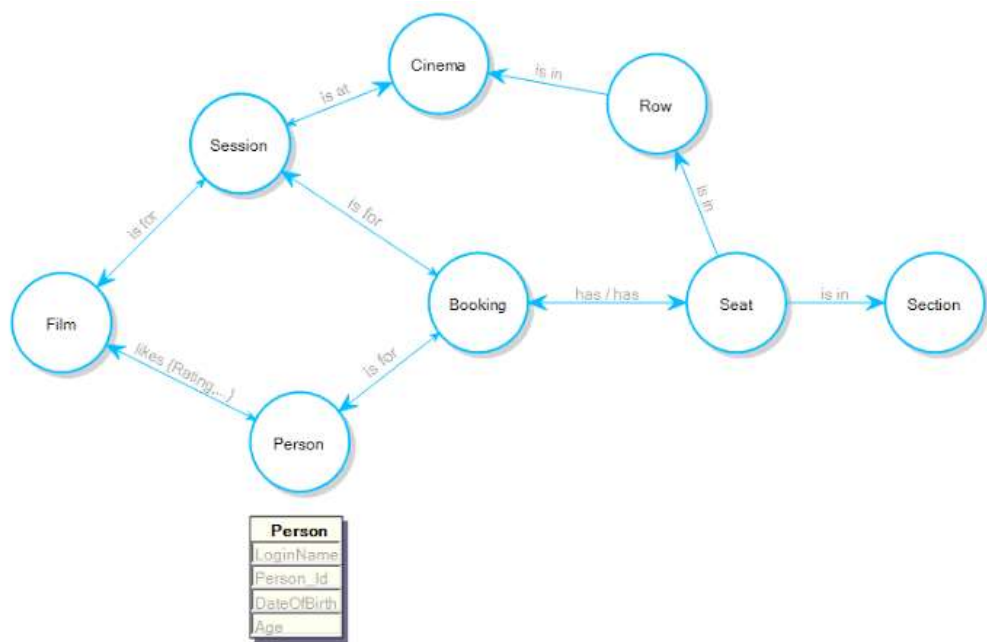 Cinema
is in
Row
is at
Session
is in
is for
is for
Film
Booking
has / has
Seat
is in
Section
likes {Rating,...}
is for
Person
Person
LoginName
Person_Id
DateOfBirth
Age